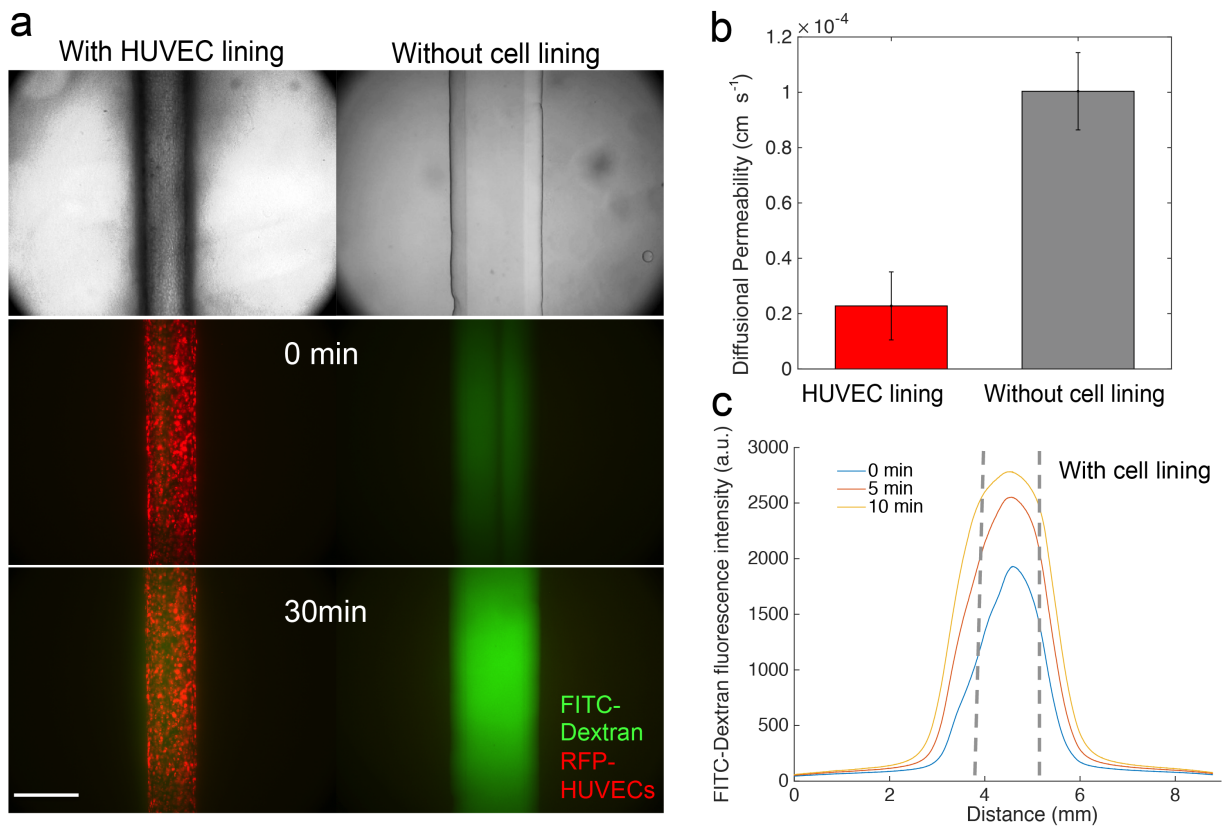 a
With HUVEC lining
Without cell lining
0 min
30min
FITC-
Dextran
RFP-
HUVECs
b
×10⁻⁴
Diffusional Permeability (cm s⁻¹)
1.2
1
0.8
0.6
0.4
0.2
0
HUVEC lining
Without cell lining
c
FITC-Dextran fluorescence intensity (a.u.)
3000
2500
2000
1500
1000
500
0
0 min
5 min
10 min
With cell lining
0 2 4 6 8
Distance (mm)